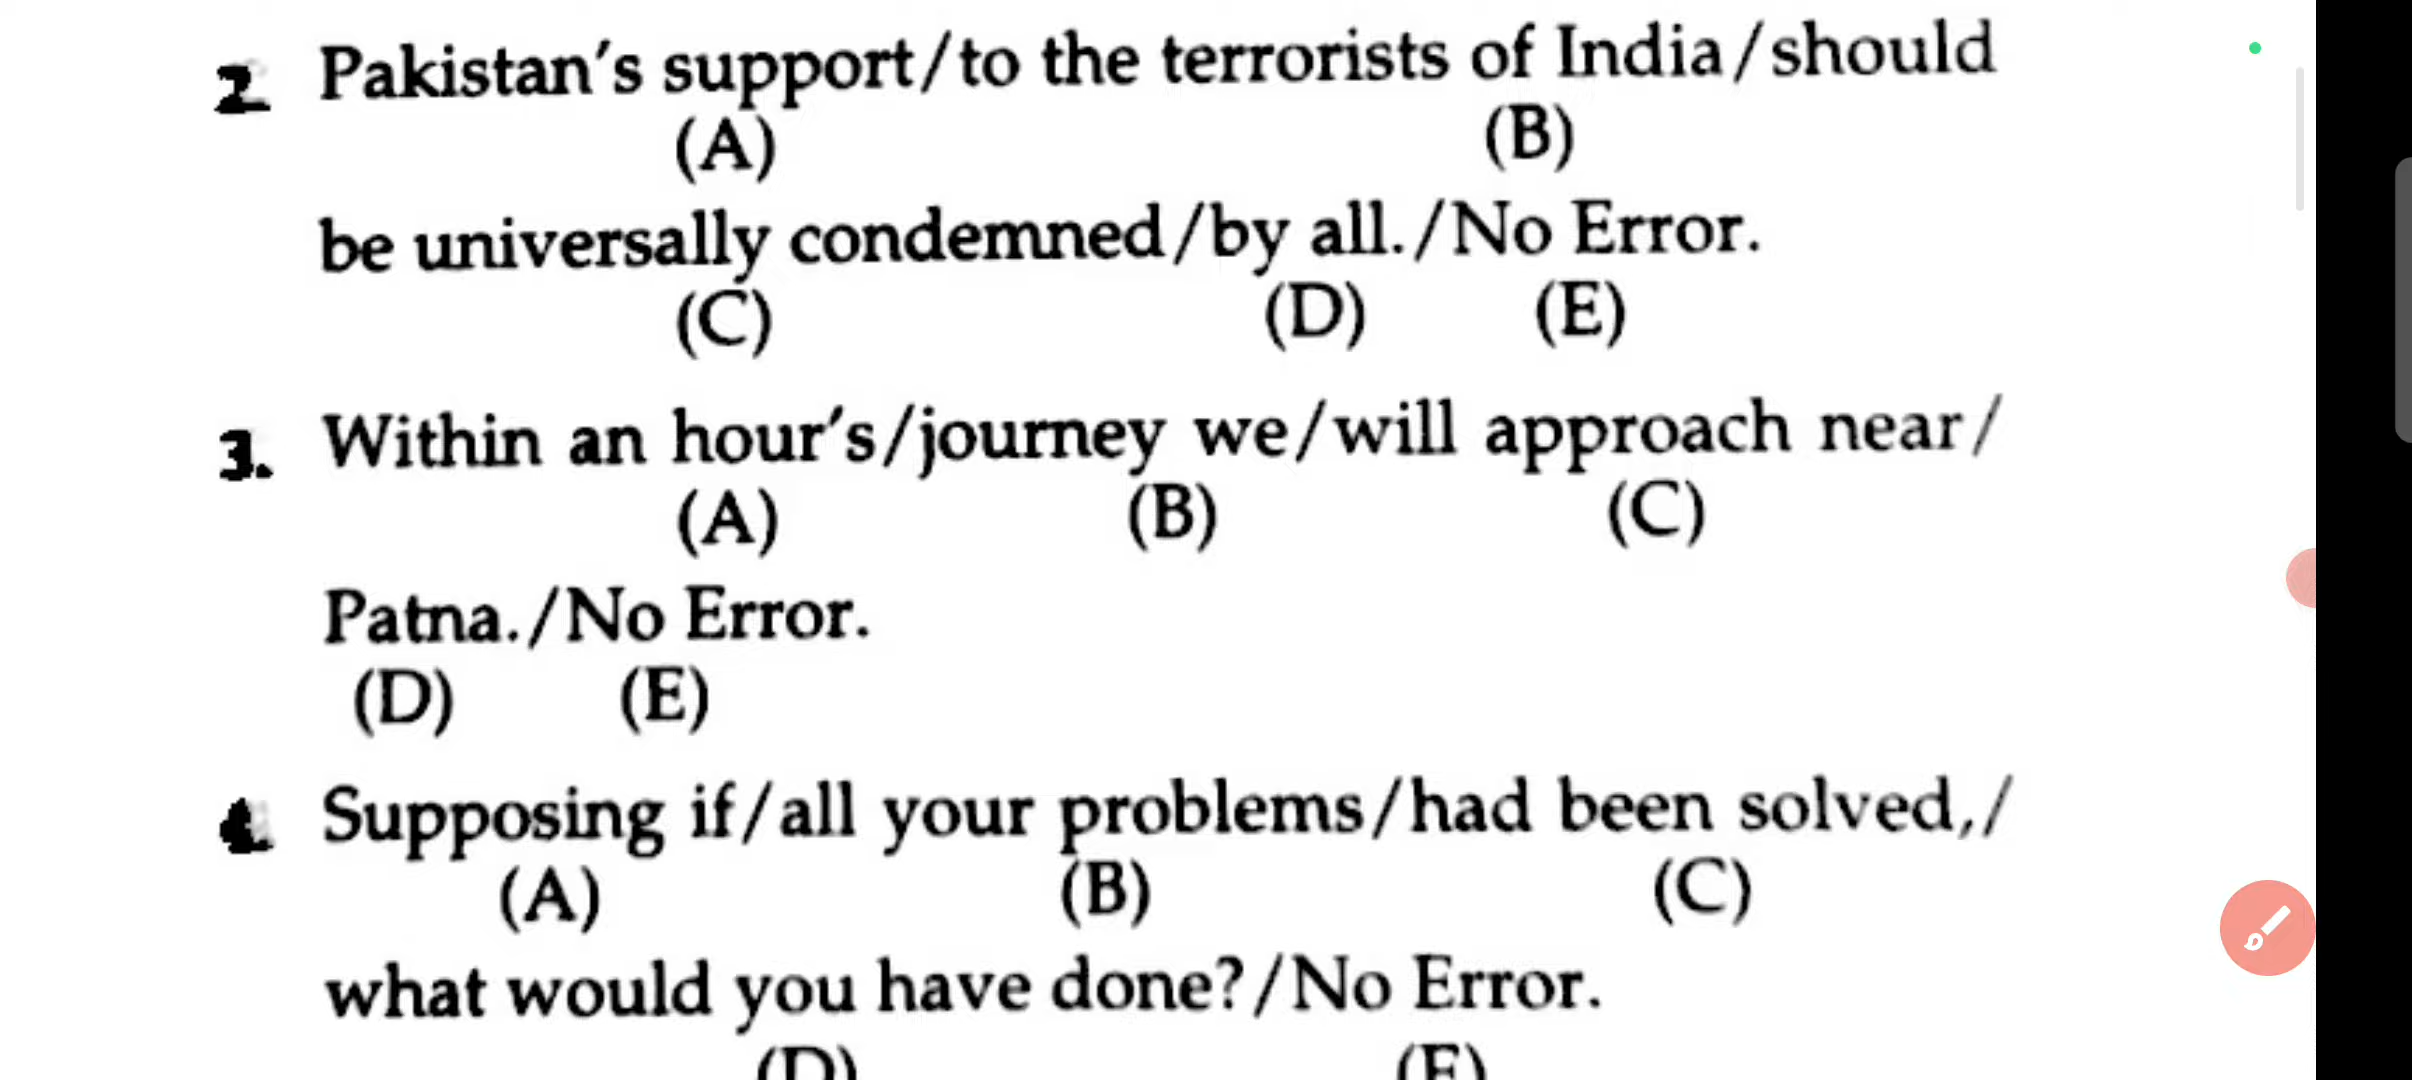 2. Pakistan's support/to the terrorists of India/should
(A) (B)
be universally condemned/by all./No Error.
(C) (D) (E)
3. Within an hour's/journey we/will approach near/
(A) (B) (C)
Patna./No Error.
(D) (E)
4. Supposing if/all your problems/had been solved,/
(A) (B) (C)
what would you have done?/No Error.
(D) (E)